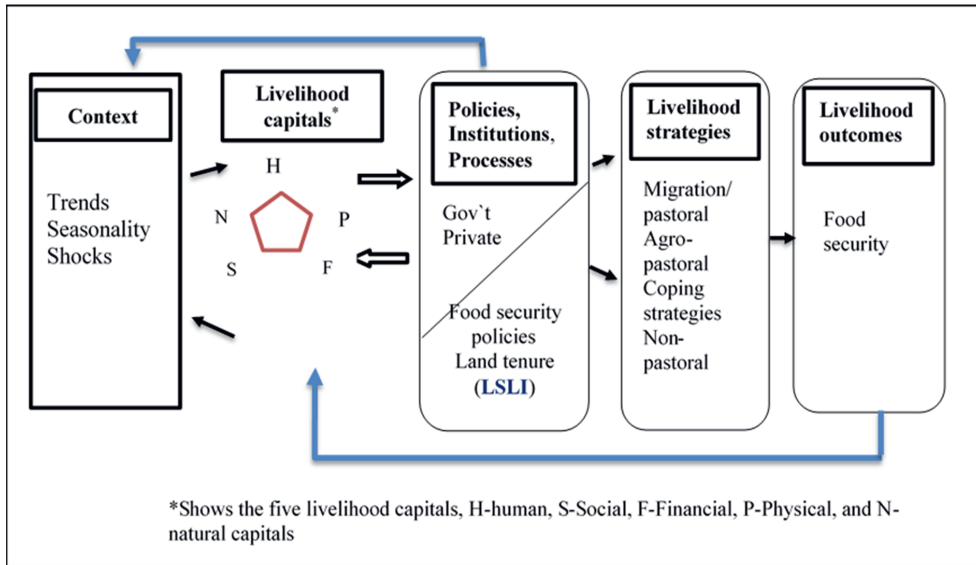 Context
Trends
Seasonality
Shocks
Livelihood
capitals*
H
N
P
S
F
Policies,
Institutions,
Processes
Gov`t
Private
Food security
policies
Land tenure
(LSLI)
Livelihood
strategies
Migration/
pastoral
Agro-
pastoral
Coping
strategies
Non-
pastoral
Livelihood
outcomes
Food
security
*Shows the five livelihood capitals, H-human, S-Social, F-Financial, P-Physical, and N-
natural capitals